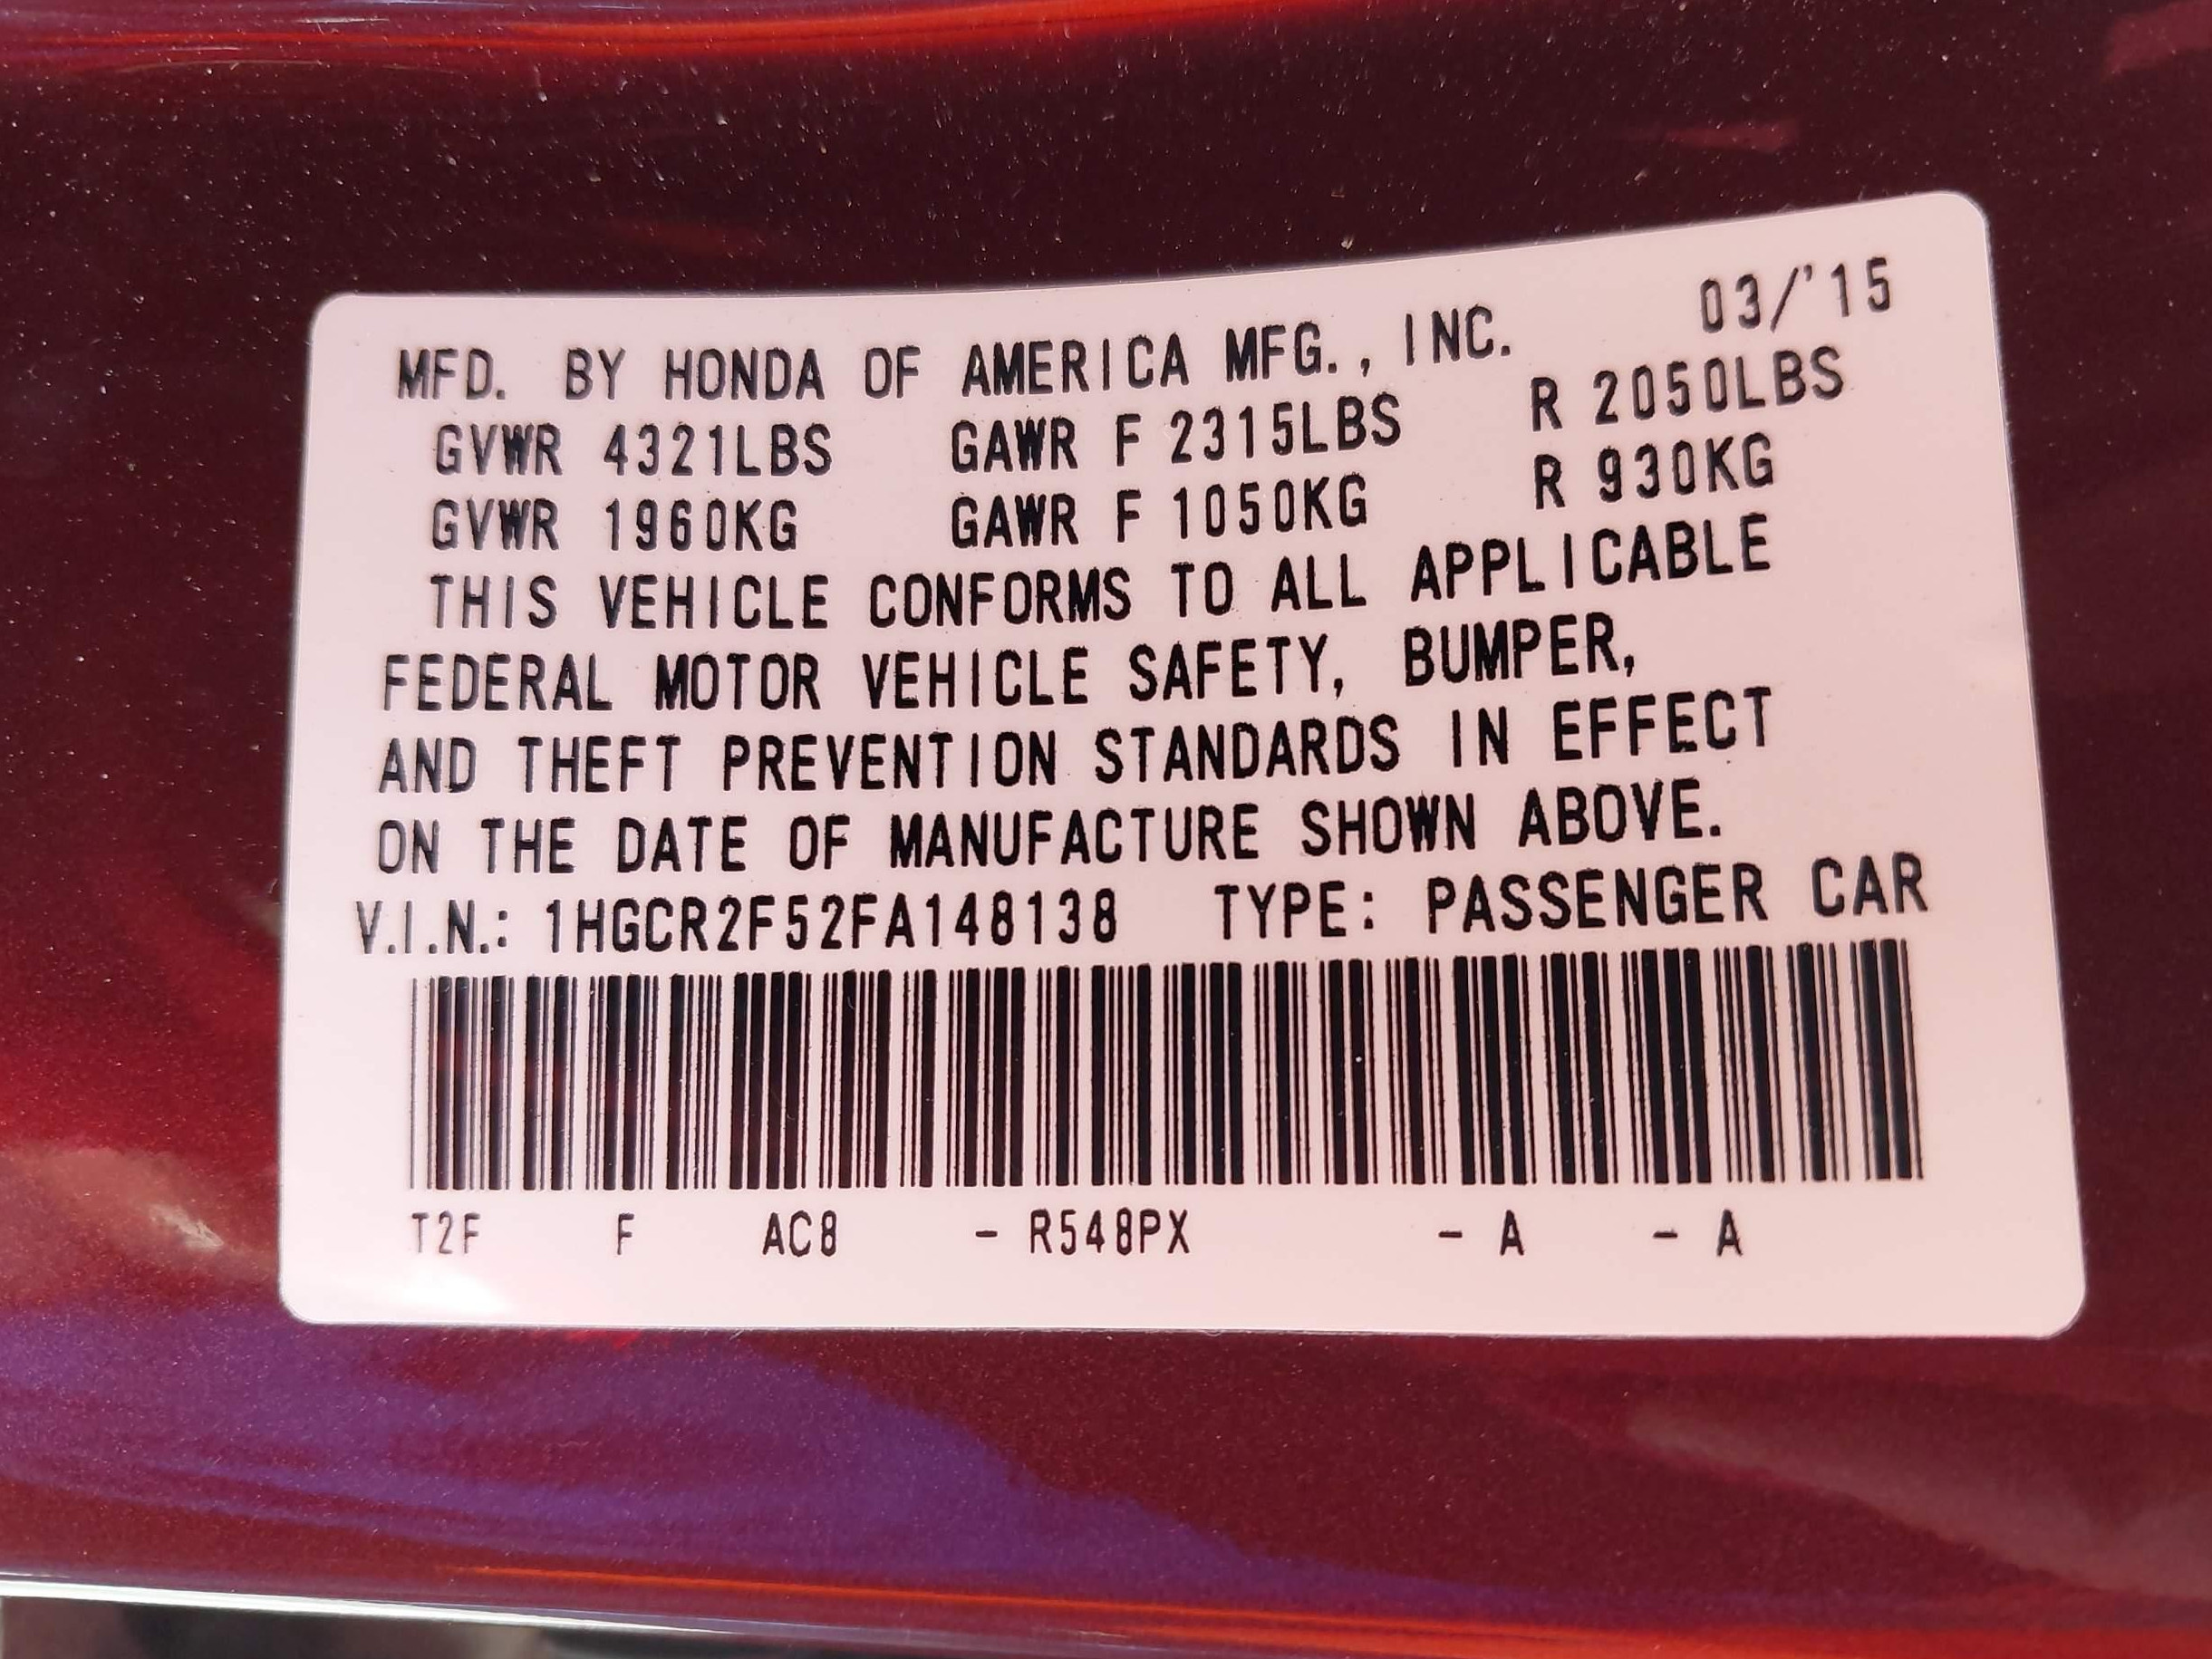 03/'15
MFD. BY HONDA OF AMERICA MFG., INC.
GVWR 4321LBS GAWR F 2315LBS R 2050LBS
GVWR 1960KG GAWR F 1050KG R 930KG
THIS VEHICLE CONFORMS TO ALL APPLICABLE
FEDERAL MOTOR VEHICLE SAFETY, BUMPER,
AND THEFT PREVENTION STANDARDS IN EFFECT
ON THE DATE OF MANUFACTURE SHOWN ABOVE.
V.I.N.: 1HGCR2F52FA148138 TYPE: PASSENGER CAR
T2F F AC8 - R548PX - A - A